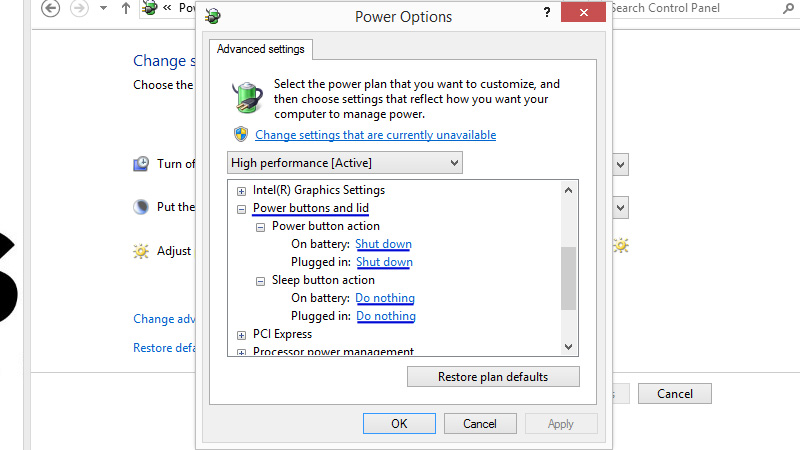 « Pow
Power Options
?
earch Control Panel
Advanced settings
Change s
Choose the
Select the power plan that you want to customize, and
then choose settings that reflect how you want your
computer to manage power.
Change settings that are currently unavailable
High performance [Active]
Turn of
Put the
Adjust
Intel(R) Graphics Settings
Power buttons and lid
Power button action
On battery: Shut down
Plugged in: Shut down
Sleep button action
On battery: Do nothing
Plugged in: Do nothing
PCI Express
Processor power management
Change adv
Restore defa
Restore plan defaults
Cancel
OK
Cancel
Apply